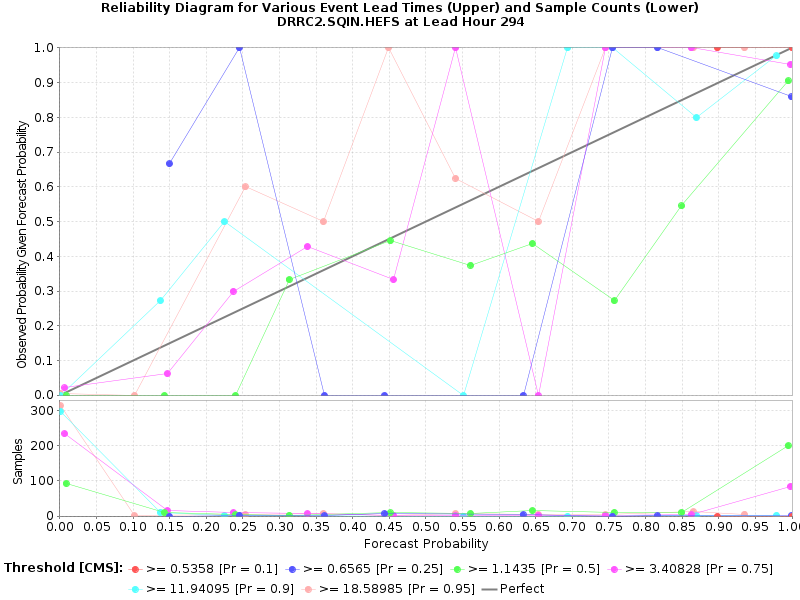 Reliability Diagram for Various Event Lead Times (Upper) and Sample Counts (Lower)
DRRC2.SQIN.HEFS at Lead Hour 294
Observed Probability Given Forecast Probability
1.0
0.9
0.8
0.7
0.6
0.5
0.4
0.3
0.2
0.1
0.0
Samples
300
200
100
0
0.00 0.05 0.10 0.15 0.20 0.25 0.30 0.35 0.40 0.45 0.50 0.55 0.60 0.65 0.70 0.75 0.80 0.85 0.90 0.95 1.0
Forecast Probability
Threshold [CMS]: >= 0.5358 [Pr = 0.1] >= 0.6565 [Pr = 0.25] >= 1.1435 [Pr = 0.5] >= 3.40828 [Pr = 0.75]
>= 11.94095 [Pr = 0.9] >= 18.58985 [Pr = 0.95] Perfect